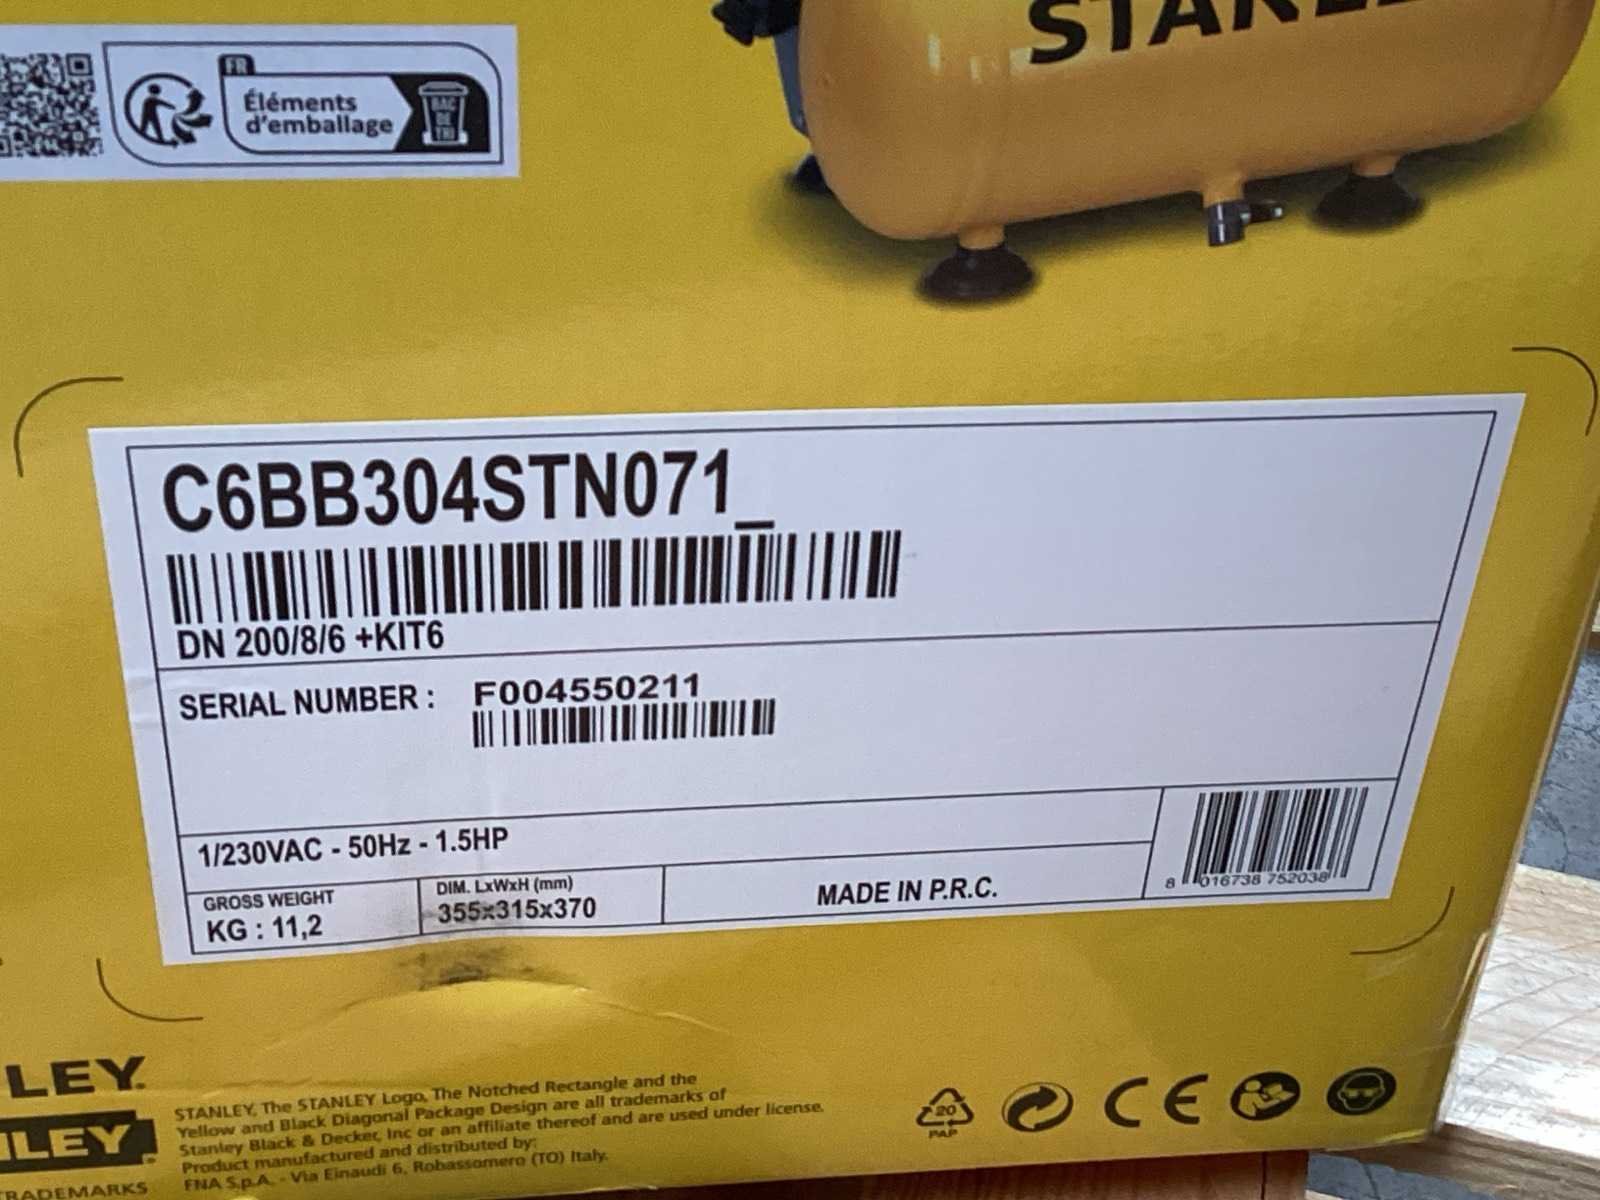 FR
Éléments
d'emballage
BAC
DE
TRI
C6BB304STN071_
DN 200/8/6 +KIT6
SERIAL NUMBER : F004550211
1/230VAC - 50Hz - 1.5HP
GROSS WEIGHT
KG : 11,2
DIM. LxWxH (mm)
355x315x370
MADE IN P.R.C.
8 016738 752038
STANLEY, The STANLEY Logo, The Notched Rectangle and the
Yellow and Black Diagonal Package Design are all trademarks of
Stanley Black & Decker, Inc or an affiliate thereof and are used under license.
Product manufactured and distributed by:
FNA S.p.A. - Via Einaudi 6, Robassomero (TO) Italy.
20
PAP
CE